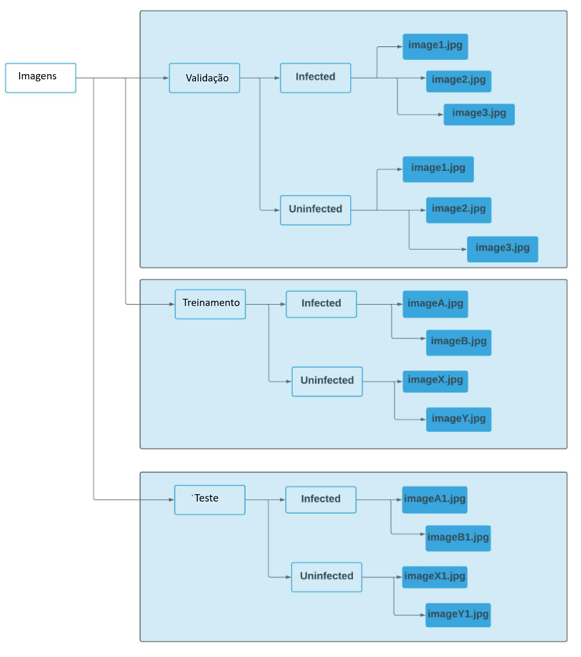 Imagens
Validação
Infected
image1.jpg
image2.jpg
image3.jpg
Uninfected
image1.jpg
image2.jpg
image3.jpg
Treinamento
Infected
imageA.jpg
imageB.jpg
Uninfected
imageX.jpg
imageY.jpg
Teste
Infected
imageA1.jpg
imageB1.jpg
Uninfected
imageX1.jpg
imageY1.jpg